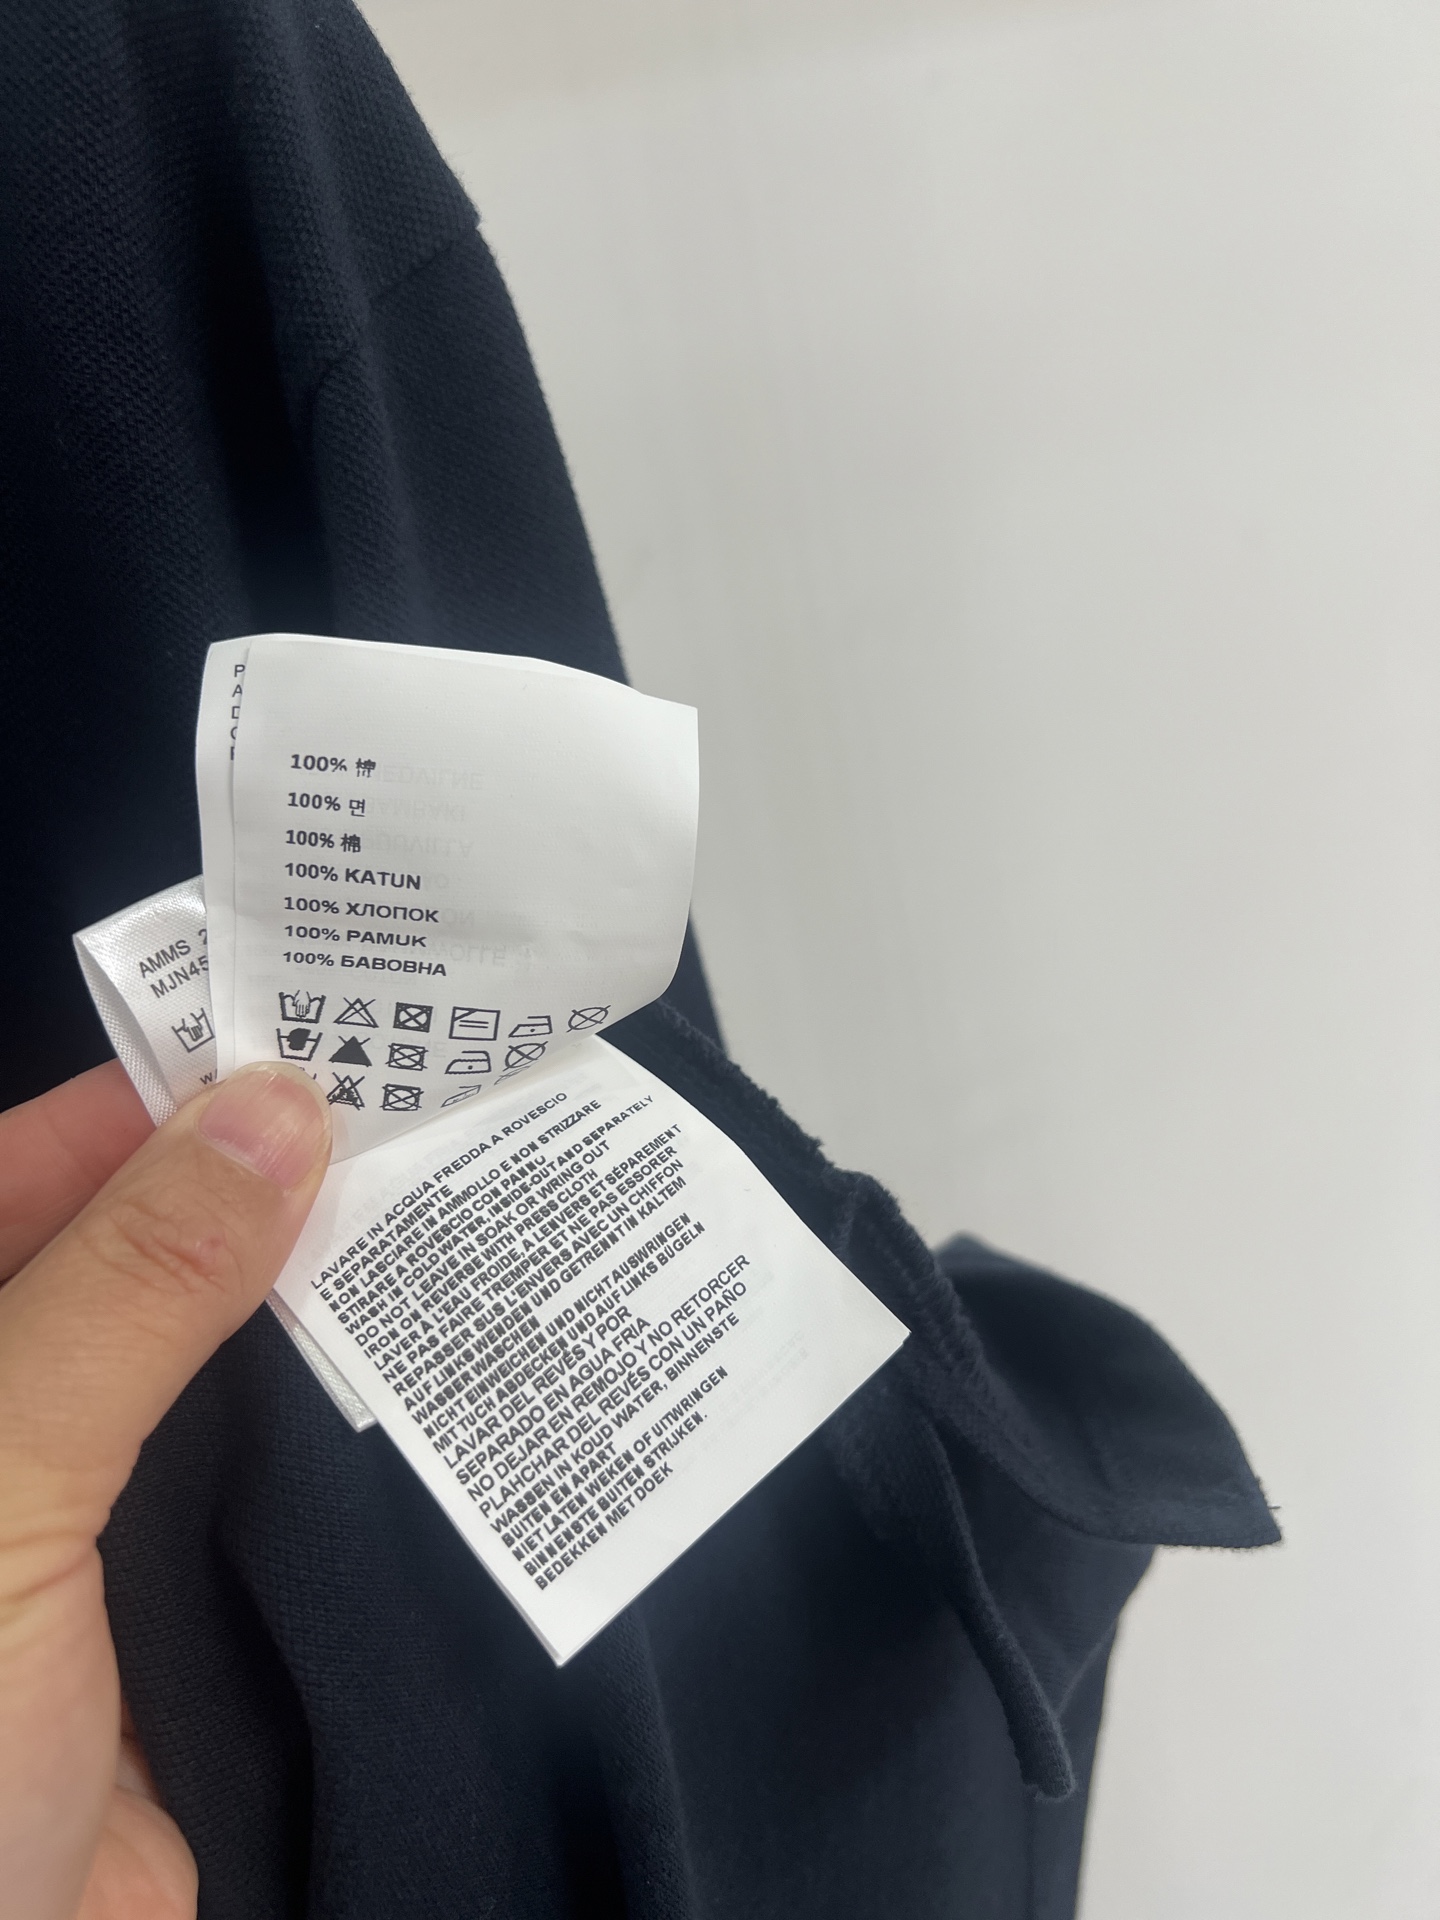 P
A
100% 棉
100% 면
100% 棉
100% KATUN
100% ХЛОПОК
100% PAMUK
100% БАВОВНА
AMMS
MJN45
LAVARE IN ACQUA FREDDA A ROVESCIO
E SEPARATAMENTE
NON LASCIARE IN AMMOLLO E NON STRIZZARE
STIRARE A ROVESCIO CON PANNO
WASH IN COLD WATER, INSIDE-OUT AND SEPARATELY
DO NOT LEAVE IN SOAK OR WRING OUT
IRON ON REVERSE WITH PRESS CLOTH
LAVER À L'EAU FROIDE, A LENVERS ET SÉPAREMENT
NE PAS FAIRE TREMPER ET NE PAS ESSORER
REPASSER SUS L'ENVERS AVEC UN CHIFFON
AUF LINKS WENDEN UND GETRENNT IN KALTEM
WASSER WASCHEN
NICHT EINWEICHEN UND NICHT AUSWRINGEN
MIT TUCH ABDECKEN UND AUF LINKS BÜGELN
LAVAR DEL REVÉS Y POR
SEPARADO EN AGUA FRIA
NO DEJAR EN REMOJO Y NO RETORCER
PLAHCHAR DEL REVÉS CON UN PAÑO
WASSEN IN KOUD WATER, BINNENSTE
BUITEN EN APART
NIET LATEN WEKEN OF UITWRINGEN
BINNENSTE BUITEN STRIJKEN.
BEDEKKEN MET DOEK